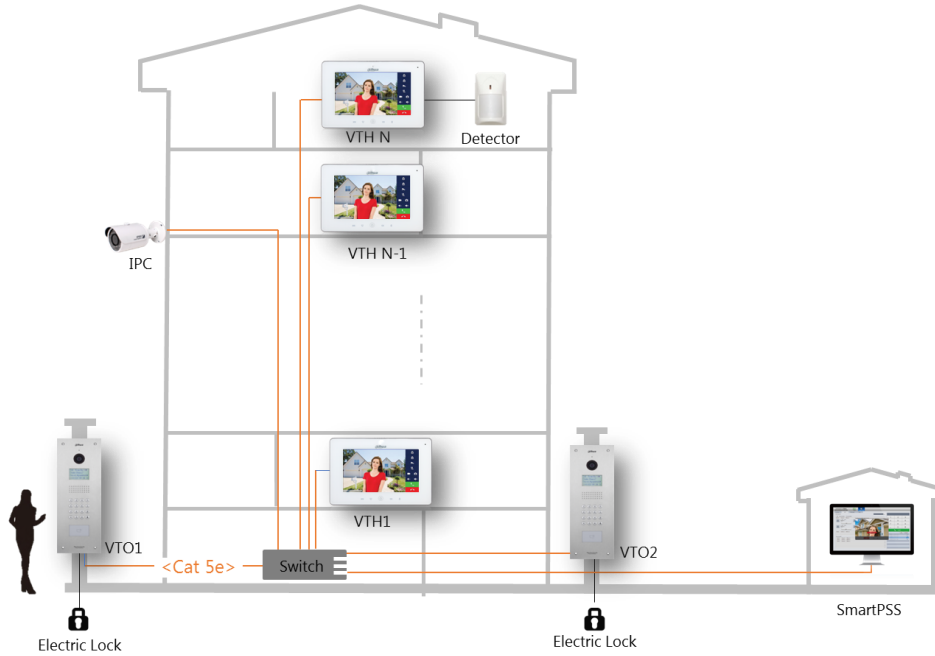 VTH N
Detector
VTH N-1
IPC
VTH1
VTO1
<Cat 5e>
Switch
VTO2
SmartPSS
Electric Lock
Electric Lock